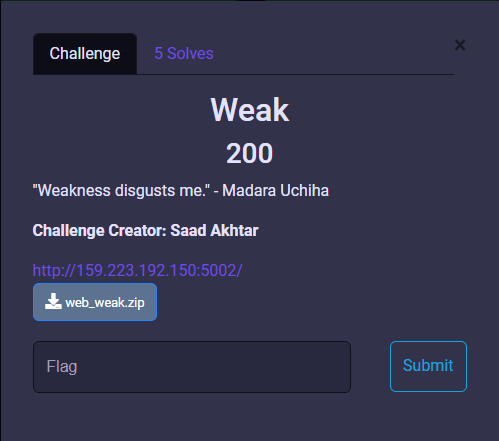 Challenge
5 Solves
×
Weak
200
"Weakness disgusts me." - Madara Uchiha
Challenge Creator: Saad Akhtar
http://159.223.192.150:5002/
web_weak.zip
Flag
Submit